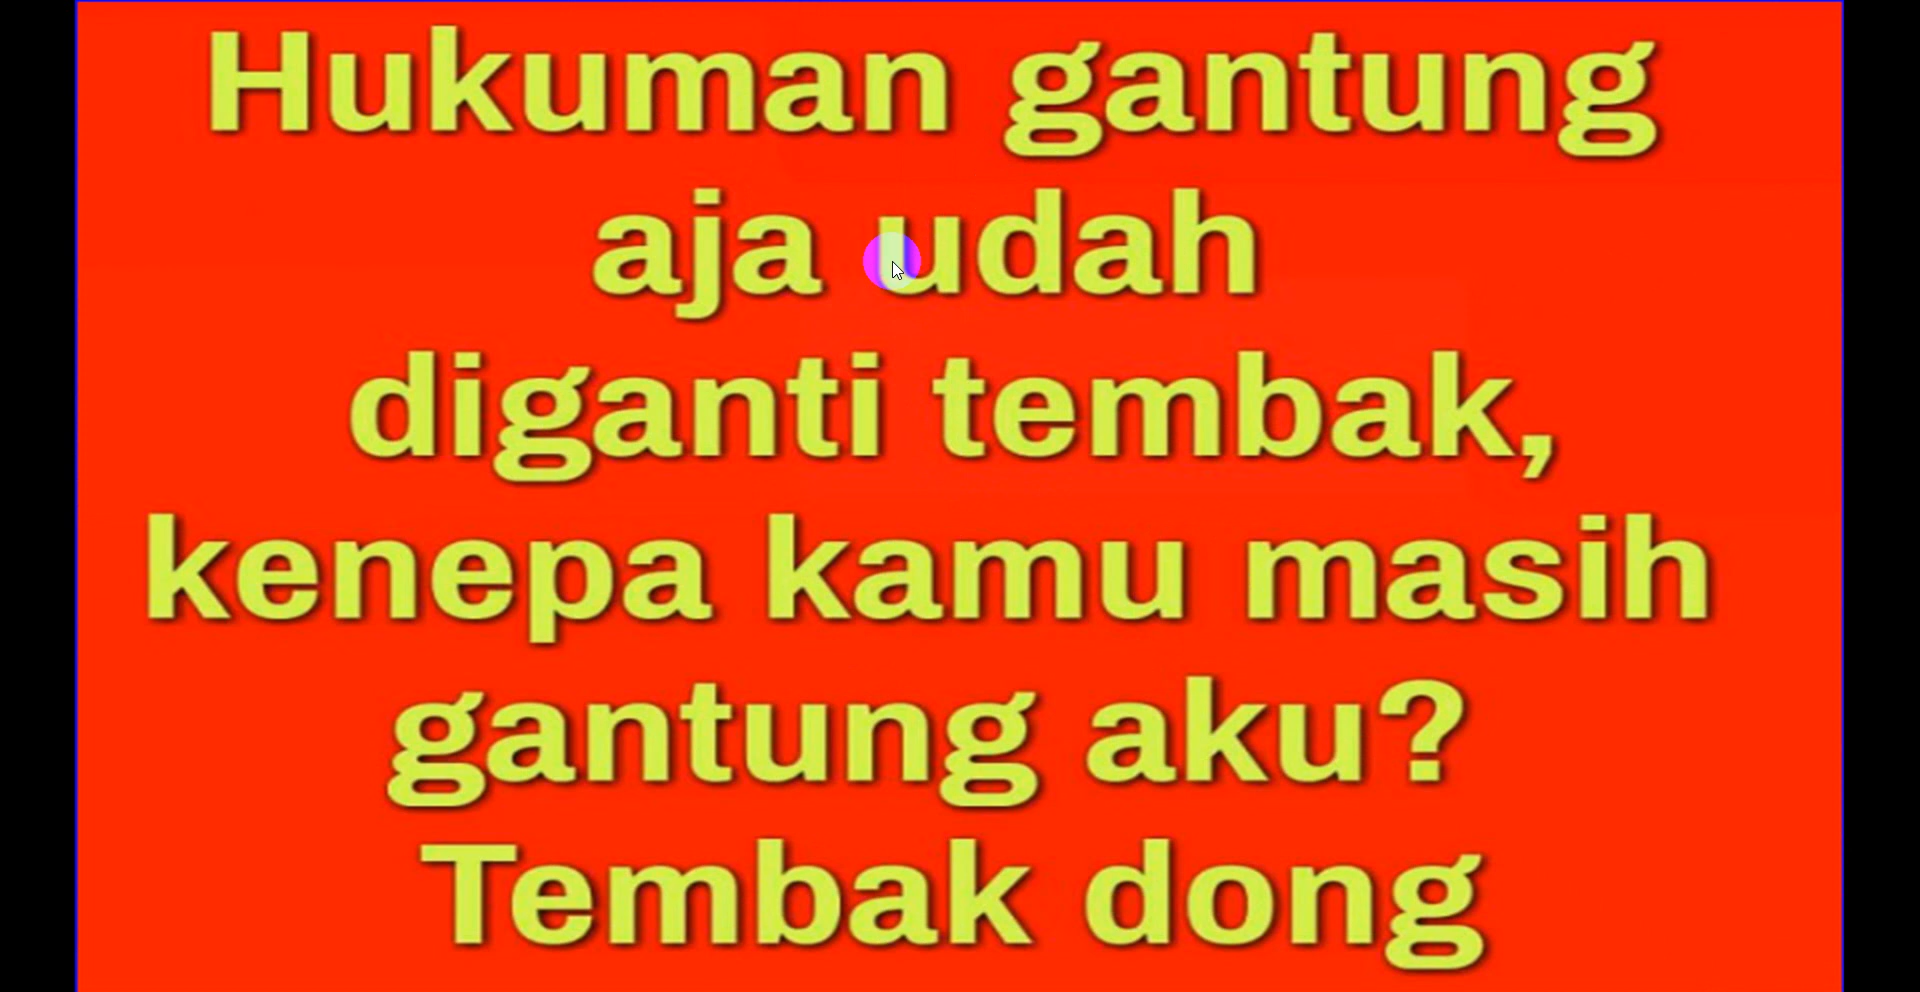 Hukuman gantung
aja udah
diganti tembak,
kenepa kamu masih
gantung aku?
Tembak dong